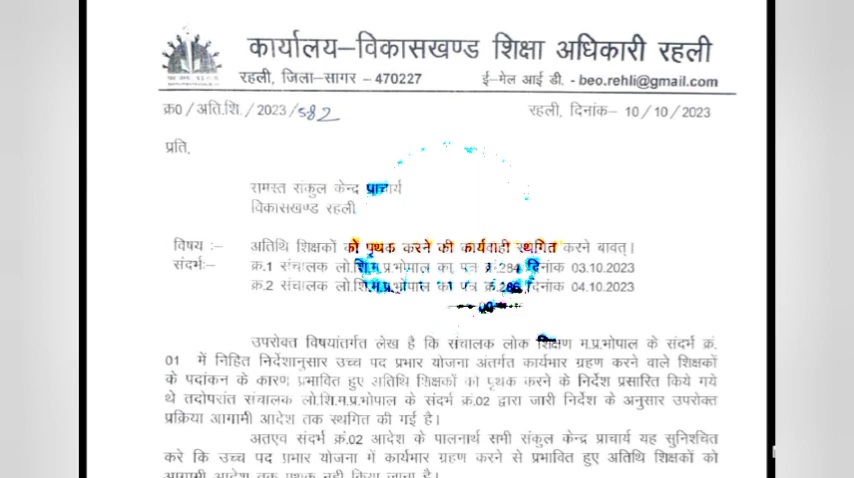 कार्यालय–विकासखण्ड शिक्षा अधिकारी रहली
रहली, जिला–सागर –470227 ई–मेल आई डी. - beo.rehli@gmail.com
क्र0/अति.शि./2023/582 रहली, दिनांक– 10/10/2023
प्रति,
समस्त संकुल केन्द्र प्राचार्य
विकासखण्ड रहली
विषय :– अतिथि शिक्षकों को पृथक करने की कार्यवाही स्थगित करने बावत्।
संदर्भ:– क्र.1 संचालक लो.शि.म.प्र.भोपाल का पत्र क्र.284 दिनांक 03.10.2023
क्र.2 संचालक लो.शि.म.प्र.भोपाल का पत्र क्र.286 दिनांक 04.10.2023
उपरोक्त विषयांतर्गत लेख है कि संचालक लोक शिक्षण म.प्र.भोपाल के संदर्भ क्रं.
01 में निहित निर्देशानुसार उच्च पद प्रभार योजना अंतर्गत कार्यभार ग्रहण करने वाले शिक्षकों
के पदांकन के कारण प्रभावित हुए अतिथि शिक्षकों को पृथक करने के निर्देश प्रसारित किये गये
थे तदोपरांत संचालक लो.शि.म.प्र.भोपाल के संदर्भ क्रं.02 द्वारा जारी निर्देश के अनुसार उपरोक्त
प्रक्रिया आगामी आदेश तक स्थगित की गई है।
अतएव संदर्भ क्रं.02 आदेश के पालनार्थ सभी संकुल केन्द्र प्राचार्य यह सुनिश्चित
करे कि उच्च पद प्रभार योजना में कार्यभार ग्रहण करने से प्रभावित हुए अतिथि शिक्षकों को
आगामी आदेश तक पृथक नही किया जाना है।